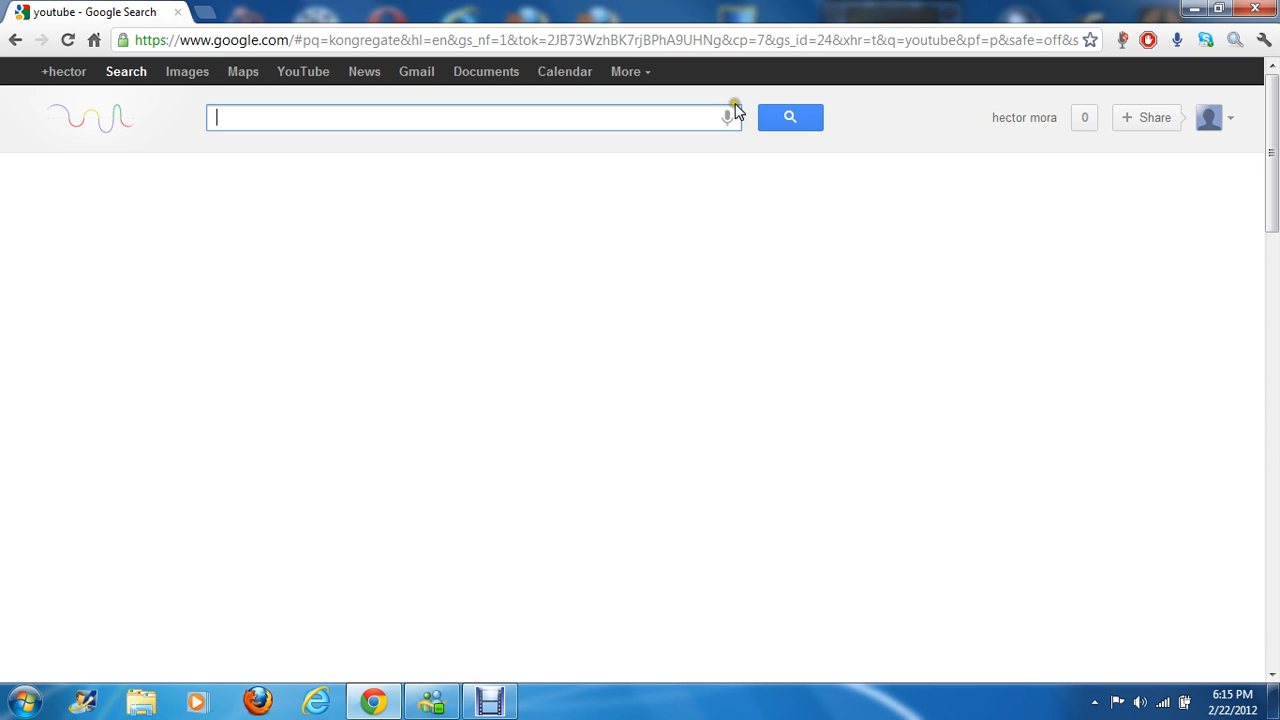 youtube - Google Search
https://www.google.com/#pq=kongregate&hl=en&gs_nf=1&tok=2JR73WzhBK7rjBPhA9UHNg&cp=7&gs_id=24&xhr=t&q=youtube&pf=p&safe=off&s
+hector Search Images Maps YouTube News Gmail Documents Calendar More
hector mora 0 + Share
6:15 PM
2/22/2012